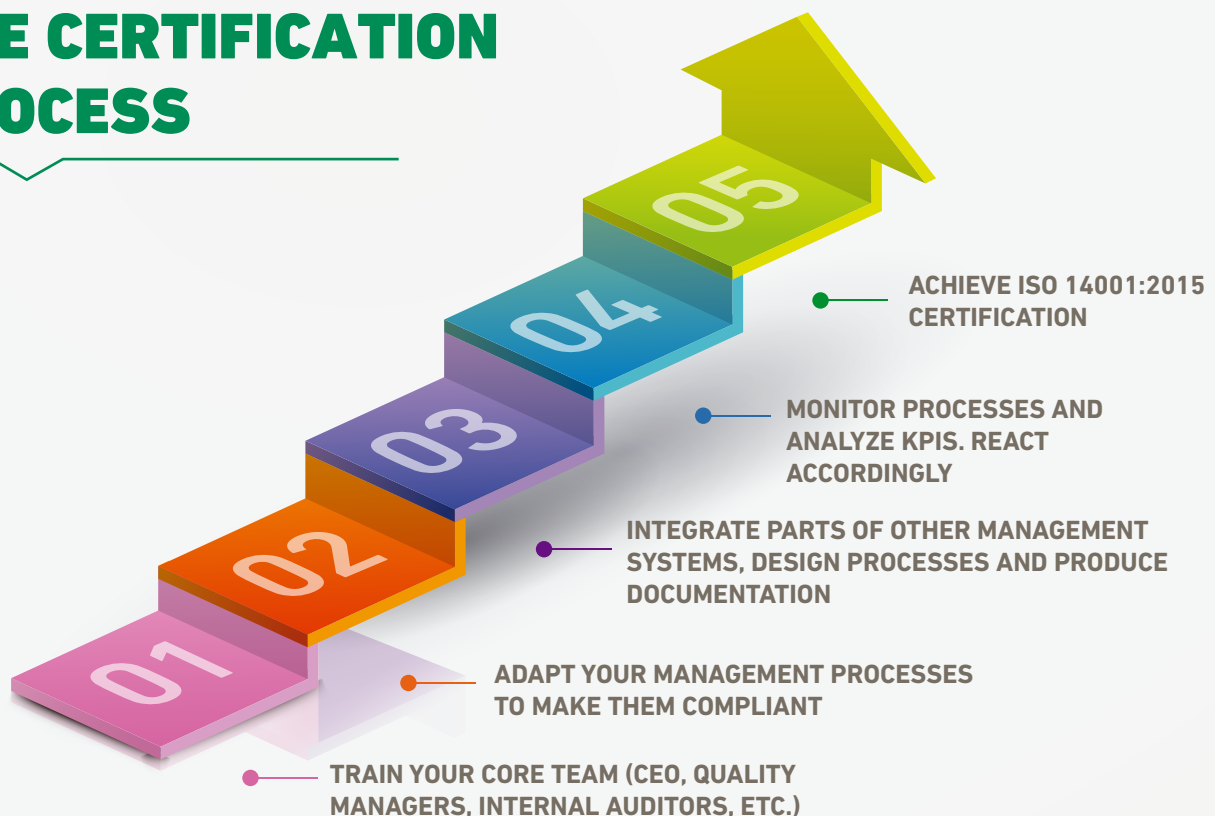 E CERTIFICATION
OCESS
05
ACHIEVE ISO 14001:2015
CERTIFICATION
04
MONITOR PROCESSES AND
ANALYZE KPIS. REACT
ACCORDINGLY
03
INTEGRATE PARTS OF OTHER MANAGEMENT
SYSTEMS, DESIGN PROCESSES AND PRODUCE
DOCUMENTATION
02
ADAPT YOUR MANAGEMENT PROCESSES
TO MAKE THEM COMPLIANT
01
TRAIN YOUR CORE TEAM (CEO, QUALITY
MANAGERS, INTERNAL AUDITORS, ETC.)